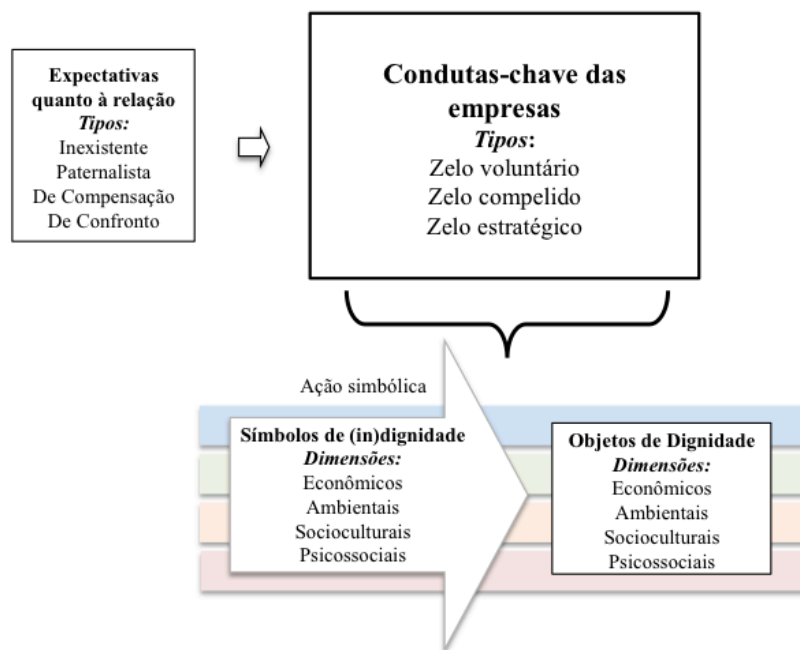 Expectativas
quanto à relação
Tipos:
Inexistente
Paternalista
De Compensação
De Confronto
Condutas-chave das
empresas
Tipos:
Zelo voluntário
Zelo compelido
Zelo estratégico
Ação simbólica
Símbolos de (in)dignidade
Dimensões:
Econômicos
Ambientais
Socioculturais
Psicossociais
Objetos de Dignidade
Dimensões:
Econômicos
Ambientais
Socioculturais
Psicossociais